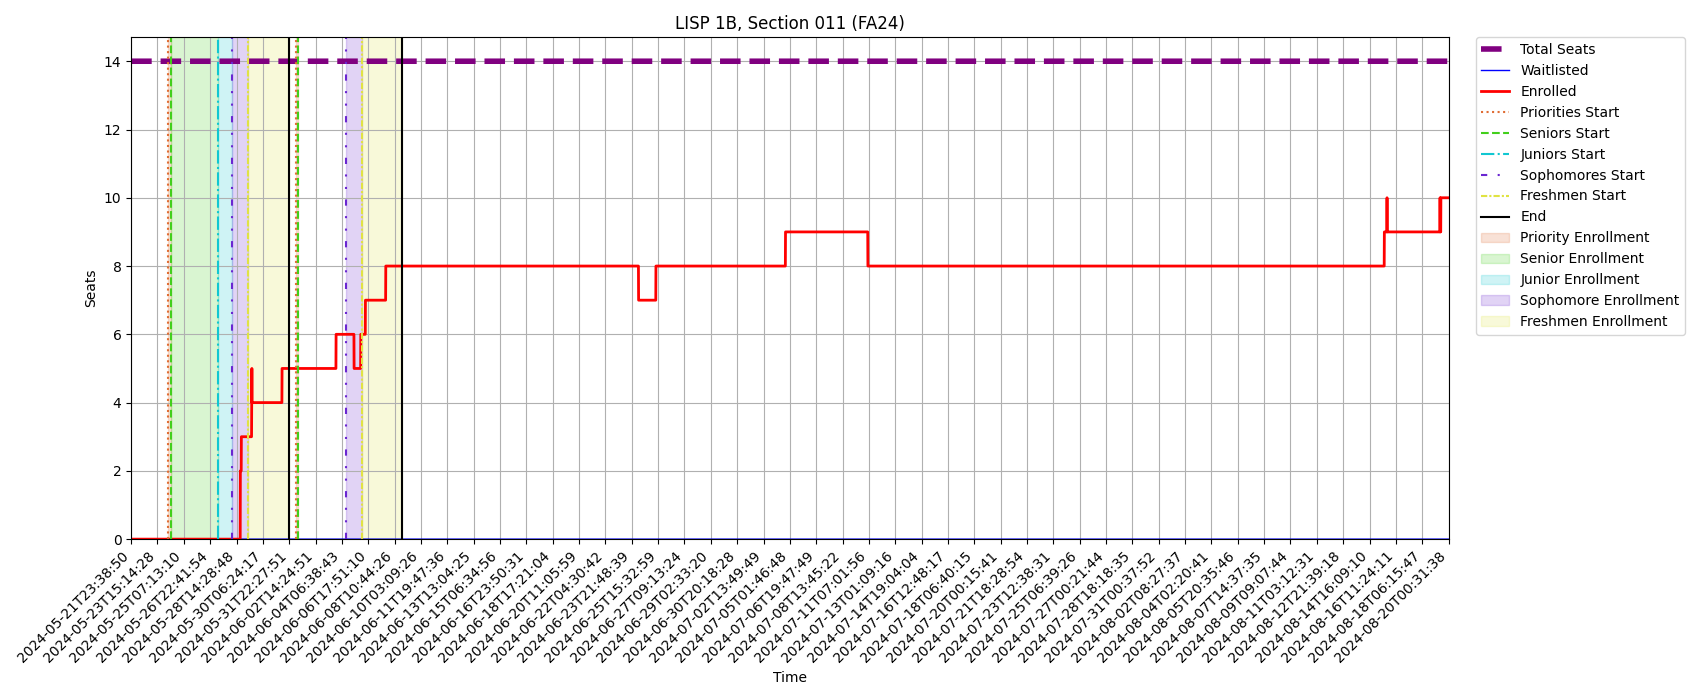 LISP 1B, Section 011 (FA24)
Seats
14
12
10
8
6
4
2
0
2024-05-21T23:38:50
2024-05-23T15:14:28
2024-05-25T07:13:10
2024-05-26T22:41:54
2024-05-28T14:28:48
2024-05-30T06:24:17
2024-05-31T22:27:51
2024-06-02T14:24:51
2024-06-04T06:38:43
2024-06-06T17:51:10
2024-06-08T10:44:26
2024-06-10T03:09:26
2024-06-11T19:47:36
2024-06-13T13:04:25
2024-06-15T06:34:56
2024-06-16T23:50:31
2024-06-18T17:21:04
2024-06-20T11:05:59
2024-06-22T04:30:42
2024-06-23T21:48:39
2024-06-25T15:32:59
2024-06-27T09:13:24
2024-06-29T02:33:20
2024-06-30T20:18:28
2024-07-02T13:49:49
2024-07-05T01:46:48
2024-07-06T19:47:49
2024-07-08T13:45:22
2024-07-11T07:01:56
2024-07-13T01:09:16
2024-07-14T19:04:04
2024-07-16T12:48:17
2024-07-18T06:40:15
2024-07-20T00:15:41
2024-07-21T18:28:54
2024-07-23T12:38:31
2024-07-25T06:39:26
2024-07-27T00:21:44
2024-07-28T18:18:35
2024-07-31T00:37:52
2024-08-02T08:27:37
2024-08-04T02:20:41
2024-08-05T20:35:46
2024-08-07T14:37:35
2024-08-09T09:07:44
2024-08-11T03:12:31
2024-08-12T21:39:18
2024-08-14T16:09:10
2024-08-16T11:24:11
2024-08-18T06:15:47
2024-08-20T00:31:38
Time
Total Seats
Waitlisted
Enrolled
Priorities Start
Seniors Start
Juniors Start
Sophomores Start
Freshmen Start
End
Priority Enrollment
Senior Enrollment
Junior Enrollment
Sophomore Enrollment
Freshmen Enrollment